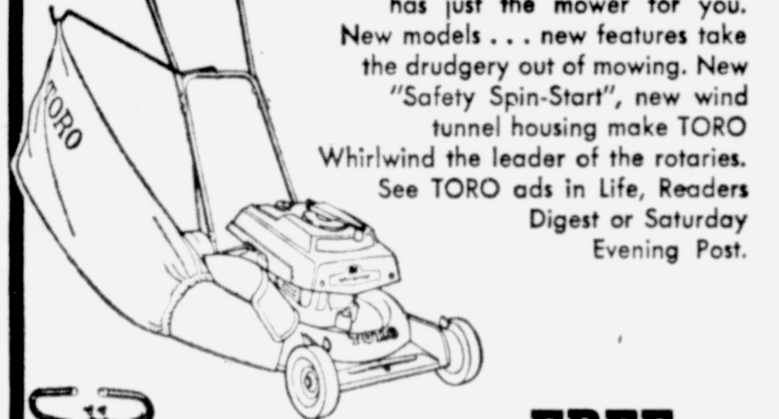 has just the mower for you.
New models . . . new features take
the drudgery out of mowing. New
"Safety Spin-Start", new wind
tunnel housing make TORO
Whirlwind the leader of the rotaries.
See TORO ads in Life, Readers
Digest or Saturday
Evening Post.
TORO
TORO